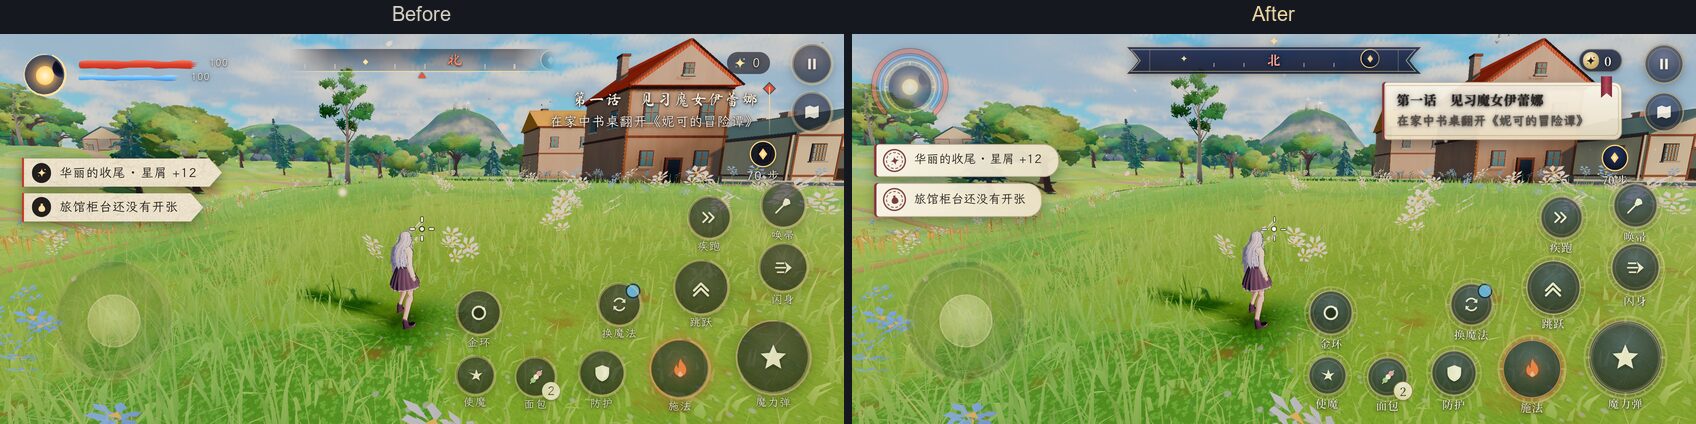 Before
After
100
100
北
0
第一话 见习魔女伊蕾娜
在家中书桌翻开《妮可的冒险谭》
华丽的收尾・星屑 +12
旅馆柜台还没有开张
70 步
疾跑
唤帚
闪身
跳跃
换魔法
金环
使魔
面包
2
防护
施法
魔力弹
北
0
第一话 见习魔女伊蕾娜
在家中书桌翻开《妮可的冒险谭》
华丽的收尾・星屑 +12
旅馆柜台还没有开张
疾跑
唤帚
闪身
跳跃
换魔法
金环
使魔
面包
2
防护
施法
魔力弹